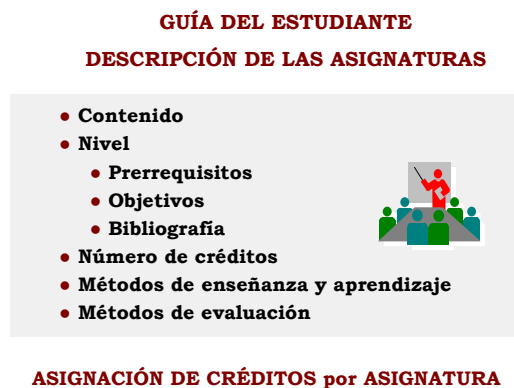 GUÍA DEL ESTUDIANTE
DESCRIPCIÓN DE LAS ASIGNATURAS
● Contenido
● Nivel
● Prerrequisitos
● Objetivos
● Bibliografía
● Número de créditos
● Métodos de enseñanza y aprendizaje
● Métodos de evaluación
ASIGNACIÓN DE CRÉDITOS por ASIGNATURA